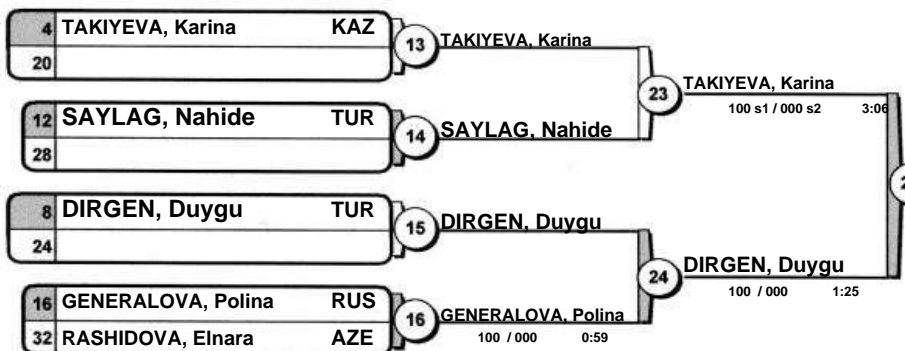 4 TAKIYEVA, Karina KAZ
20
13 TAKIYEVA, Karina
12 SAYLAG, Nahide TUR
28
14 SAYLAG, Nahide
23 TAKIYEVA, Karina
100 s1 / 000 s2 3:06
8 DIRGEN, Duygu TUR
24
15 DIRGEN, Duygu
16 GENERALOVA, Polina RUS
32 RASHIDOVA, Elnara AZE
16 GENERALOVA, Polina
100 / 000 0:59
24 DIRGEN, Duygu
100 / 000 1:25